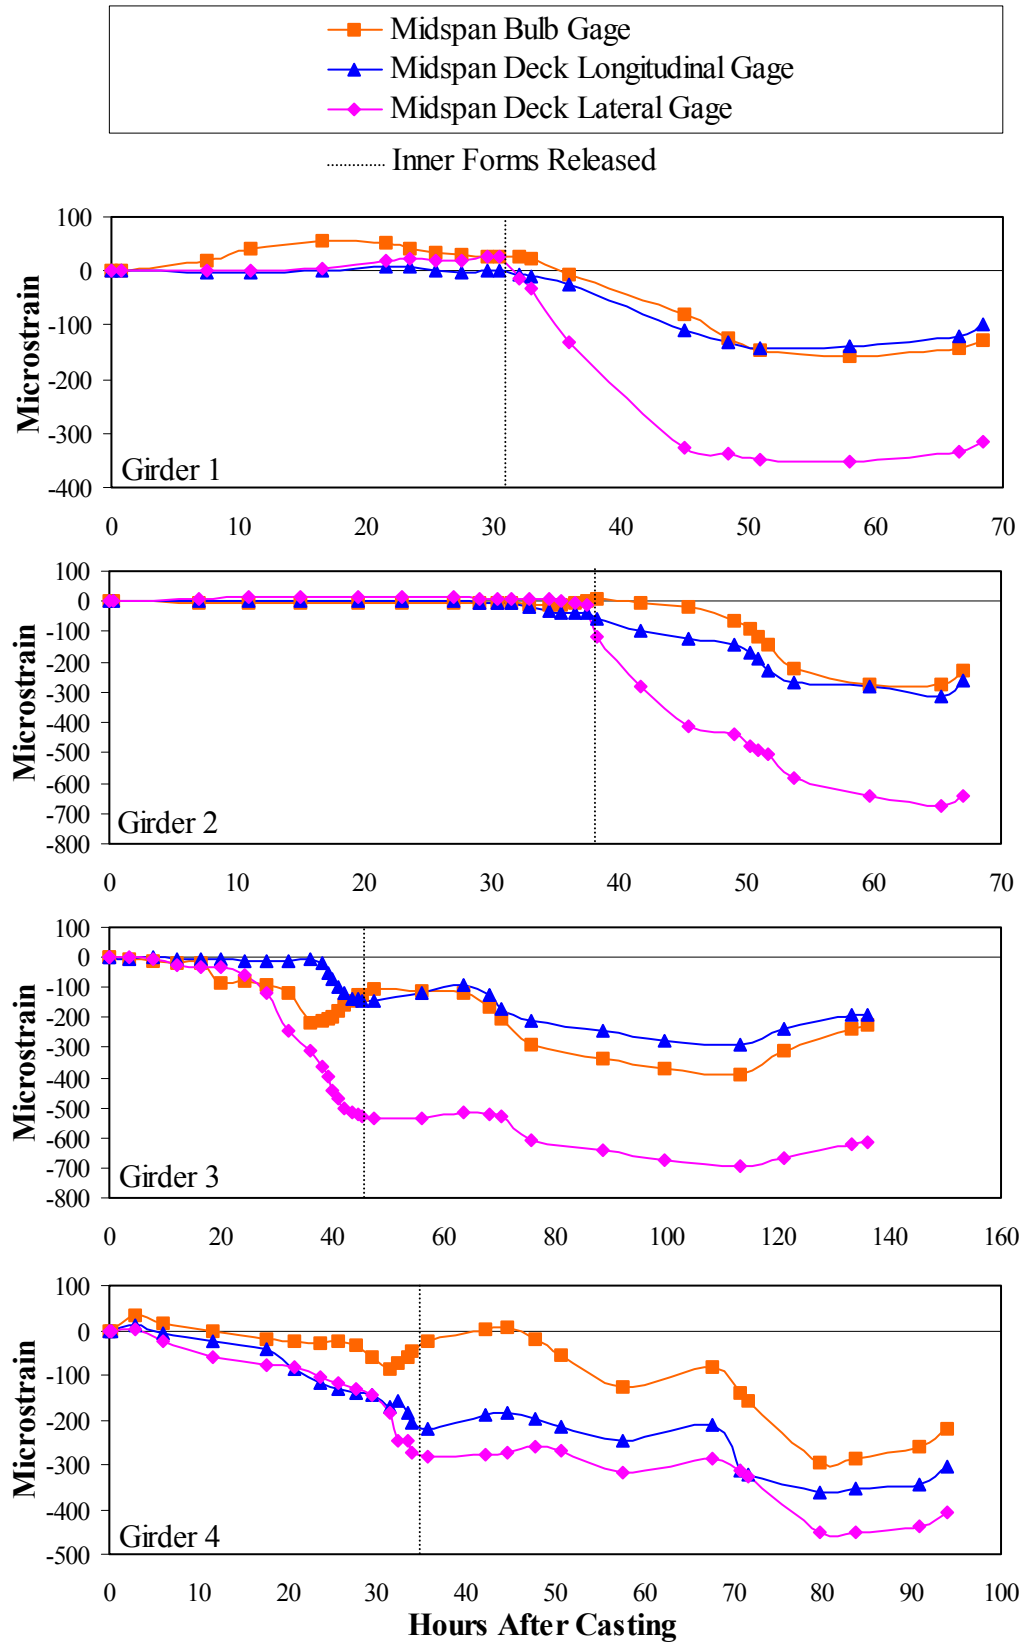 Midspan Bulb Gage
Midspan Deck Longitudinal Gage
Midspan Deck Lateral Gage
Inner Forms Released
Microstrain
100
0
-100
-200
-300
-400
Girder 1
0 10 20 30 40 50 60 70
Microstrain
100
0
-100
-200
-300
-400
-500
-600
-700
-800
Girder 2
0 10 20 30 40 50 60 70
Microstrain
100
0
-100
-200
-300
-400
-500
-600
-700
-800
Girder 3
0 20 40 60 80 100 120 140 160
Microstrain
100
0
-100
-200
-300
-400
-500
Girder 4
0 10 20 30 40 50 60 70 80 90 100
Hours After Casting